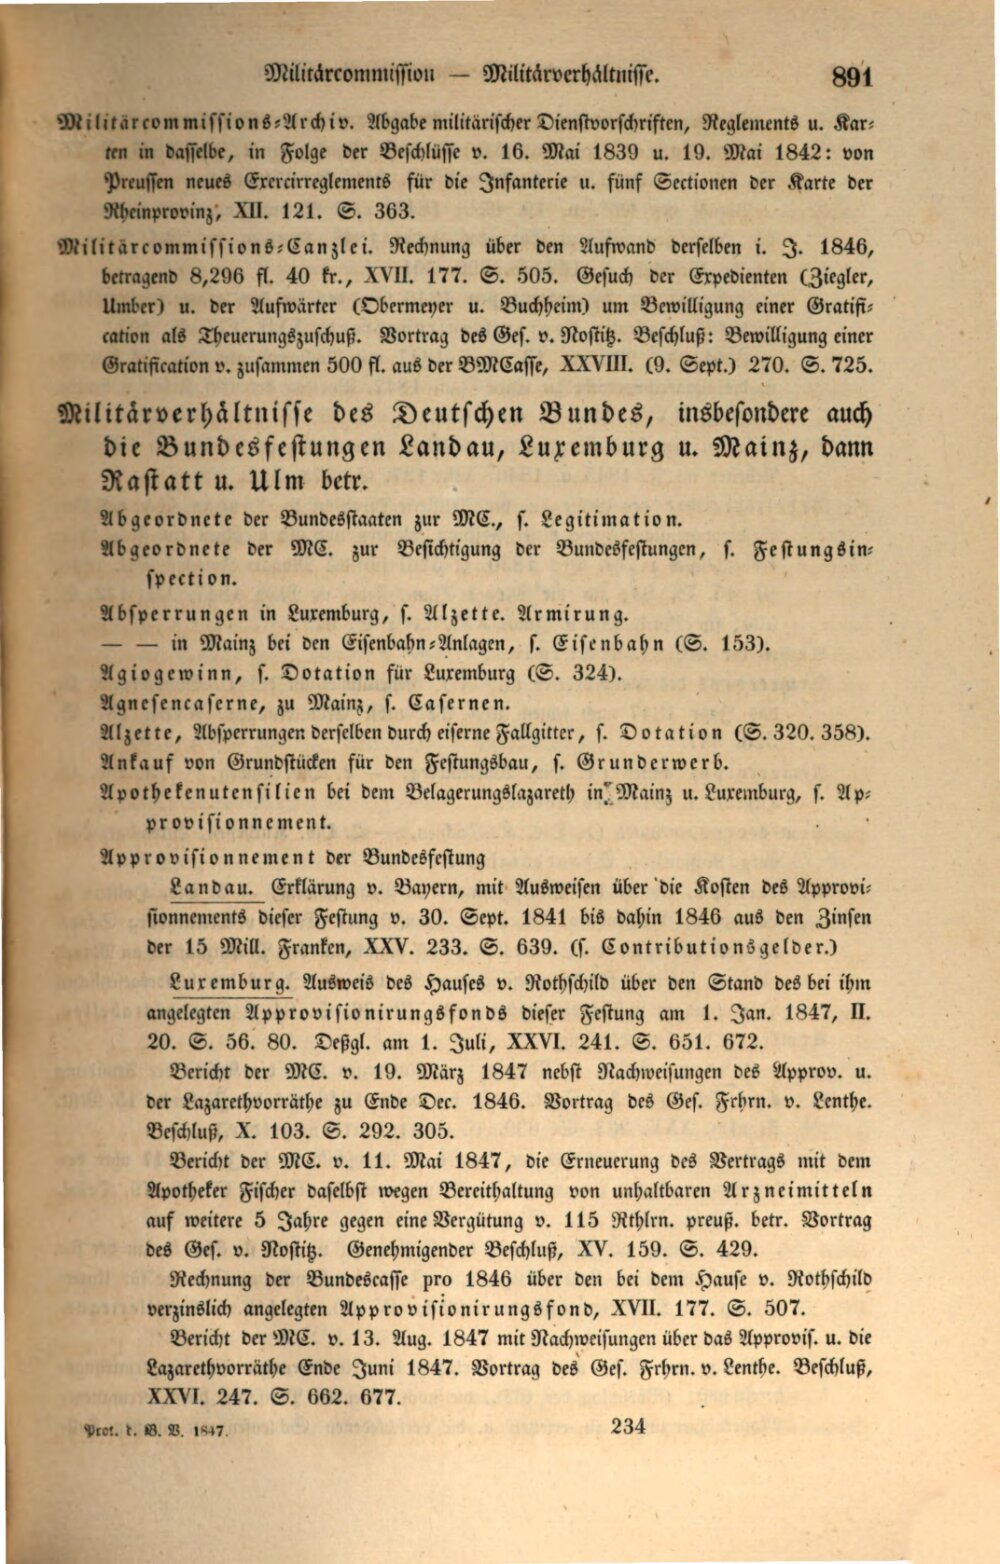 Militärcommission — Militärverhältnisse. 891
Militärcommissions-Archiv. Abgabe militärischer Dienstvorschriften, Reglements u. Kar-
ten in dasselbe, in Folge der Beschlüsse v. 16. Mai 1839 u. 19. Mai 1842: von
Preussen neues Exercirreglements für die Infanterie u. fünf Sectionen der Karte der
Rheinprovinz, XII. 121. S. 363.
Militärcommissions-Canzlei. Rechnung über den Aufwand derselben i. J. 1846,
betragend 8,296 fl. 40 kr., XVII. 177. S. 505. Gesuch der Expedienten (Ziegler,
Umber) u. der Aufwärter (Obermeyer u. Buchheim) um Bewilligung einer Gratifi-
cation als Theuerungszuschuß. Vortrag des Ges. v. Nostitz. Beschluß: Bewilligung einer
Gratification v. zusammen 500 fl. aus der BMCasse, XXVIII. (9. Sept.) 270. S. 725.
Militärverhältnisse des Deutschen Bundes, insbesondere auch
die Bundesfestungen Landau, Luxemburg u. Mainz, dann
Rastatt u. Ulm betr.
Abgeordnete der Bundesstaaten zur MC., s. Legitimation.
Abgeordnete der MC. zur Besichtigung der Bundesfestungen, s. Festungsin-
spection.
Absperrungen in Luxemburg, s. Alzette. Armirung.
— — in Mainz bei den Eisenbahn-Anlagen, s. Eisenbahn (S. 153).
Agiogewinn, s. Dotation für Luxemburg (S. 324).
Agnesencaserne, zu Mainz, s. Casernen.
Alzette, Absperrungen derselben durch eiserne Fallgitter, s. Dotation (S. 320. 358).
Ankauf von Grundstücken für den Festungsbau, s. Grunderwerb.
Apothekenutensilien bei dem Belagerungslazareth in Mainz u. Luxemburg, s. Ap-
provisionnement.
Approvisionnement der Bundesfestung
Landau. Erklärung v. Bayern, mit Ausweisen über die Kosten des Approvi-
sionnements dieser Festung v. 30. Sept. 1841 bis dahin 1846 aus den Zinsen
der 15 Mill. Franken, XXV. 233. S. 639. (s. Contributionsgelder.)
Luxemburg. Ausweis des Hauses v. Rothschild über den Stand des bei ihm
angelegten Approvisionirungsfonds dieser Festung am 1. Jan. 1847, II.
20. S. 56. 80. Deßgl. am 1. Juli, XXVI. 241. S. 651. 672.
Bericht der MC. v. 19. März 1847 nebst Nachweisungen des Approv. u.
der Lazarethvorräthe zu Ende Dec. 1846. Vortrag des Ges. Frhrn. v. Lenthe.
Beschluß, X. 103. S. 292. 305.
Bericht der MC. v. 11. Mai 1847, die Erneuerung des Vertrags mit dem
Apotheker Fischer daselbst wegen Bereithaltung von unhaltbaren Arzneimitteln
auf weitere 5 Jahre gegen eine Vergütung v. 115 Rthlrn. preuß. betr. Vortrag
des Ges. v. Nostitz. Genehmigender Beschluß, XV. 159. S. 429.
Rechnung der Bundescasse pro 1846 über den bei dem Hause v. Rothschild
verzinslich angelegten Approvisionirungsfond, XVII. 177. S. 507.
Bericht der MC. v. 13. Aug. 1847 mit Nachweisungen über das Approvis. u. die
Lazarethvorräthe Ende Juni 1847. Vortrag des Ges. Frhrn. v. Lenthe. Beschluß,
XXVI. 247. S. 662. 677.
Prot. d. B. V. 1847. 234